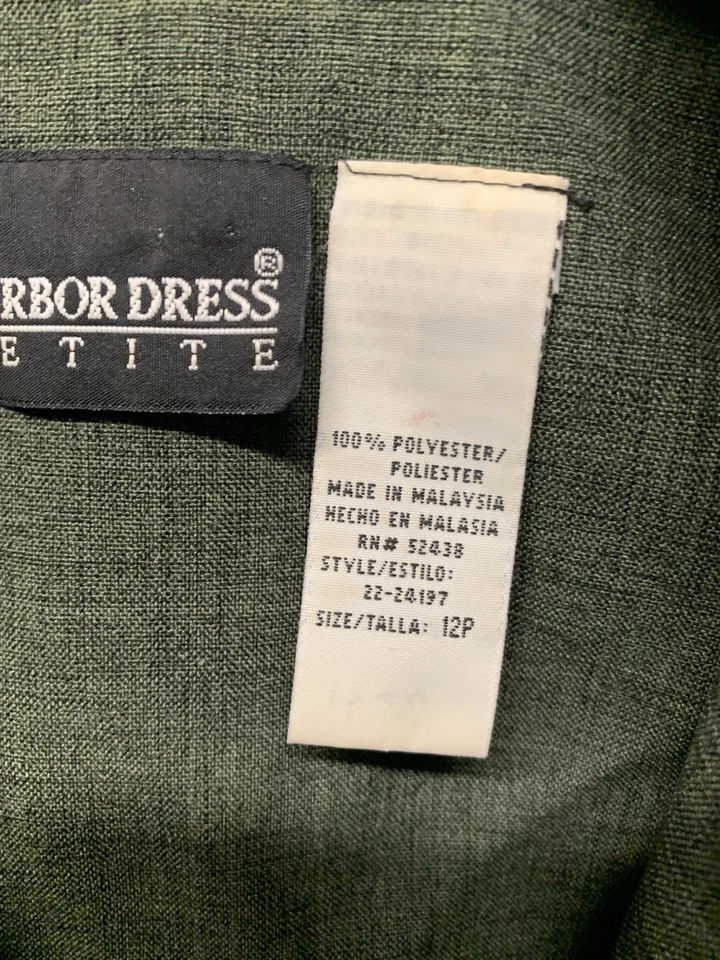 RBOR DRESS®
ETITE
100% POLYESTER/
POLIESTER
MADE IN MALAYSIA
HECHO EN MALASIA
RN# 52438
STYLE/ESTILO:
22-24197
SIZE/TALLA: 12P